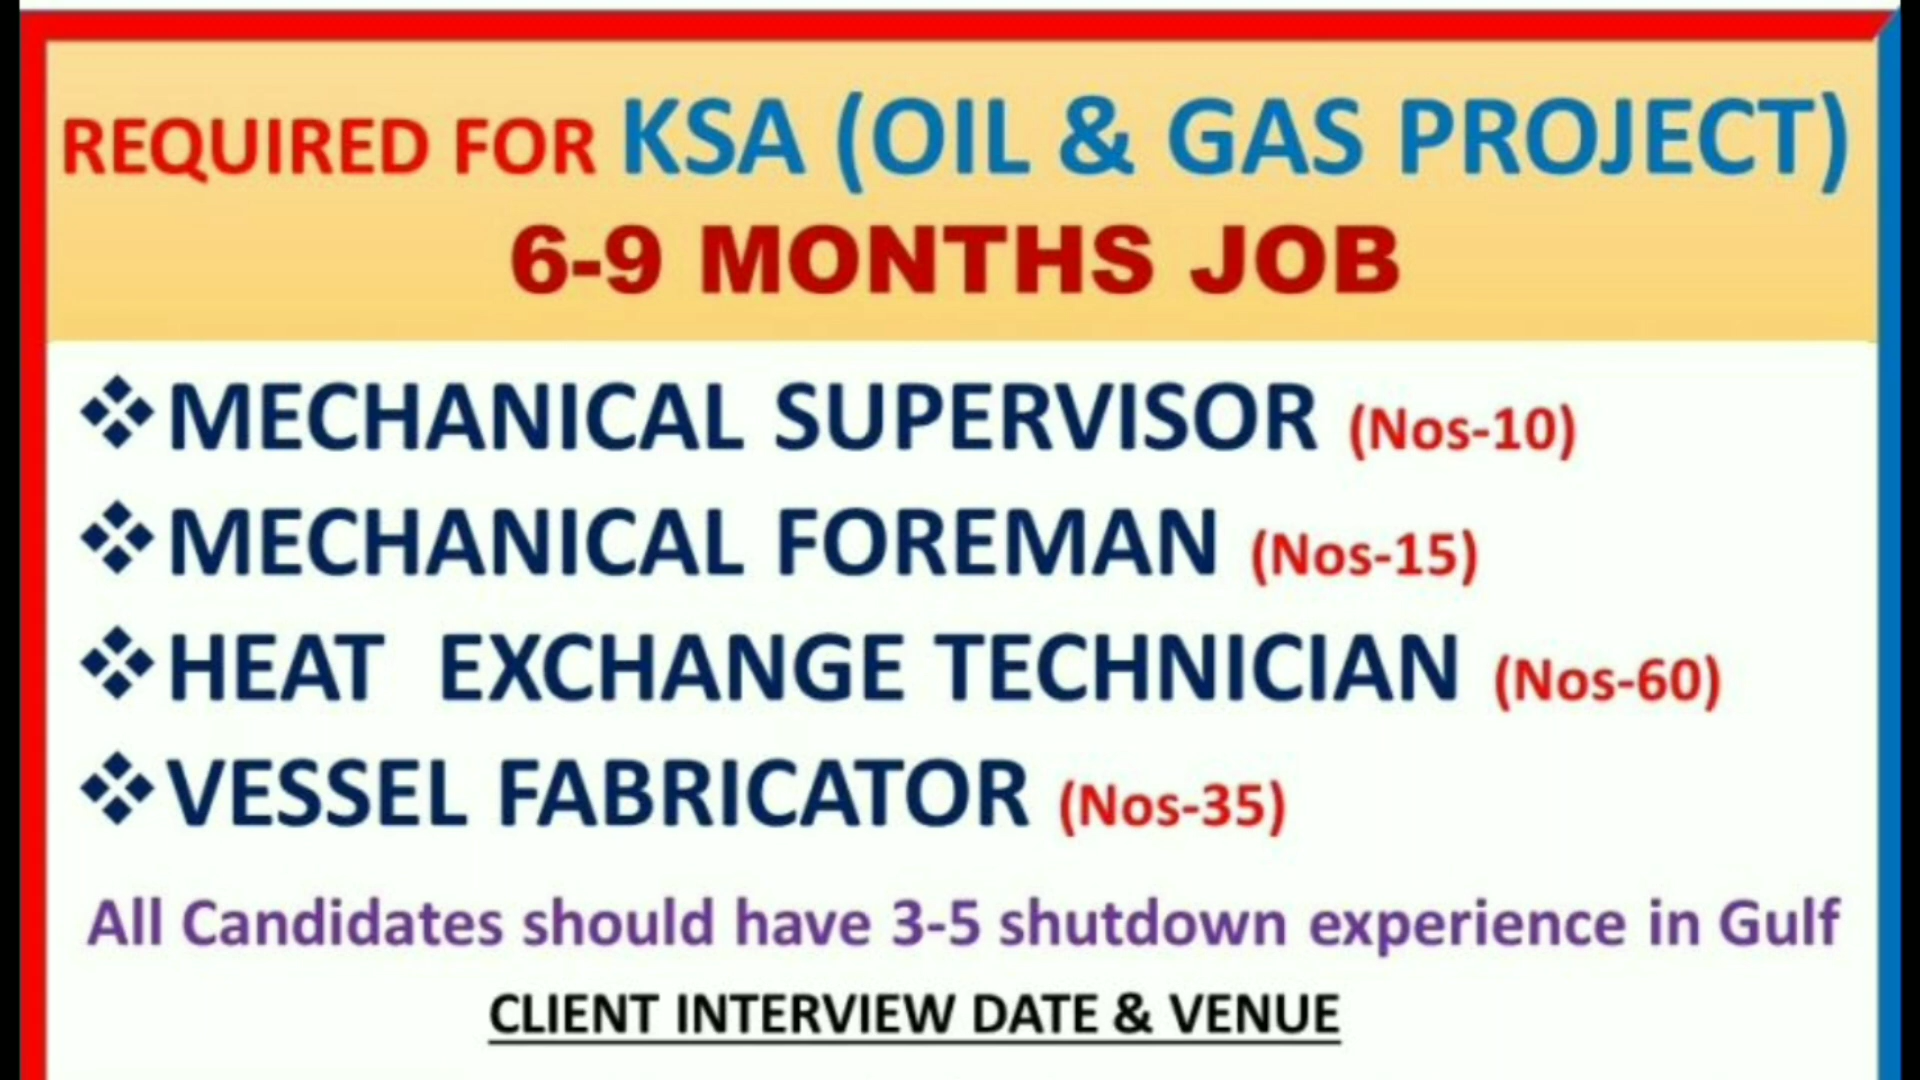 REQUIRED FOR KSA (OIL & GAS PROJECT)
6-9 MONTHS JOB
❖MECHANICAL SUPERVISOR (Nos-10)
❖MECHANICAL FOREMAN (Nos-15)
❖HEAT EXCHANGE TECHNICIAN (Nos-60)
❖VESSEL FABRICATOR (Nos-35)
All Candidates should have 3-5 shutdown experience in Gulf
CLIENT INTERVIEW DATE & VENUE